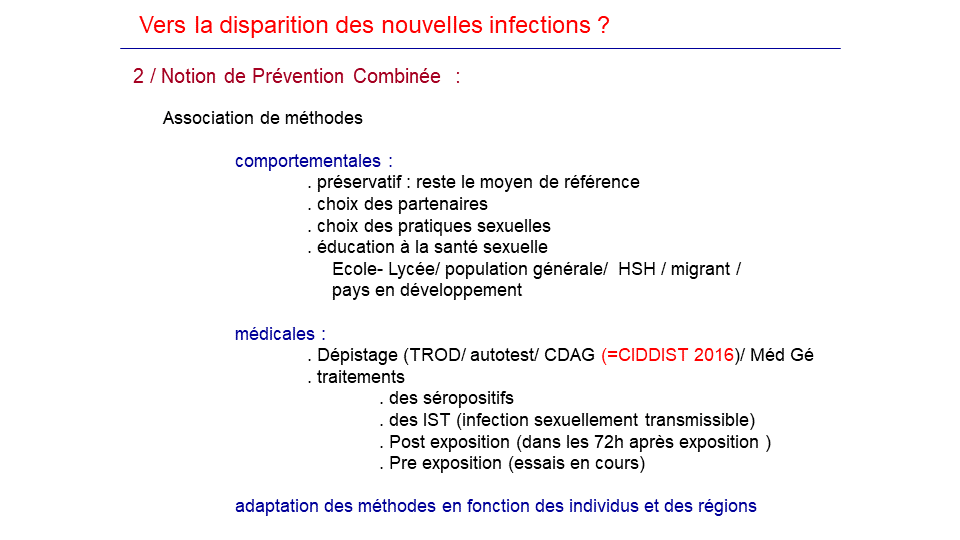 Vers la disparition des nouvelles infections ?
2 / Notion de Prévention Combinée :
Association de méthodes
comportementales :
. préservatif : reste le moyen de référence
. choix des partenaires
. choix des pratiques sexuelles
. éducation à la santé sexuelle
Ecole- Lycée/ population générale/ HSH / migrant /
pays en développement
médicales :
. Dépistage (TROD/ autotest/ CDAG (=CIDDIST 2016)/ Méd Gé
. traitements
. des séropositifs
. des IST (infection sexuellement transmissible)
. Post exposition (dans les 72h après exposition )
. Pre exposition (essais en cours)
adaptation des méthodes en fonction des individus et des régions